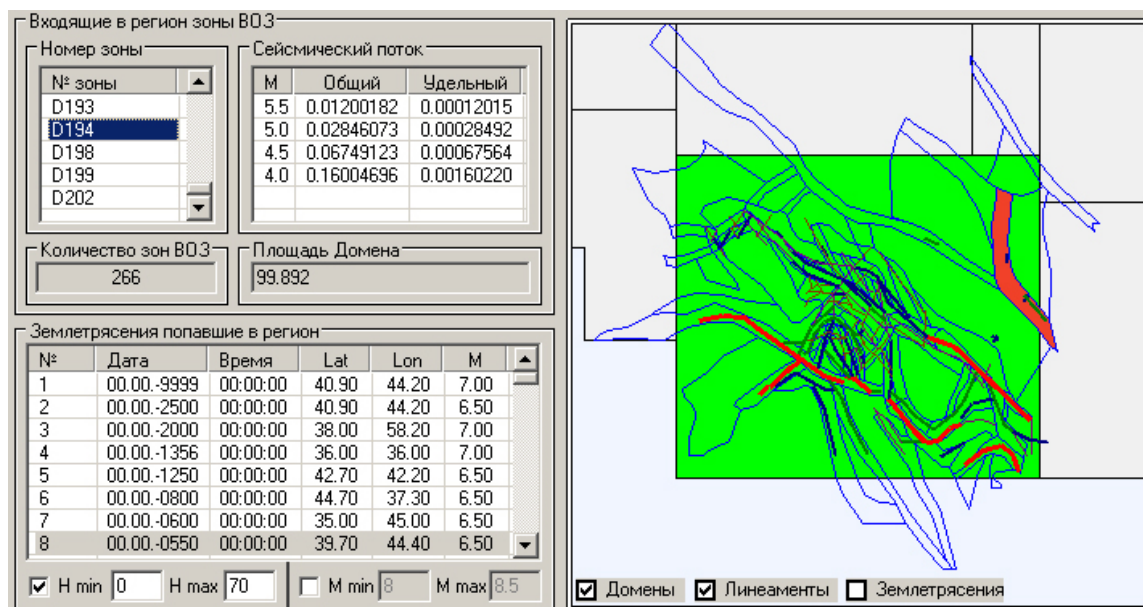 Входящие в регион зоны ВОЗ
Номер зоны
№ зоны
D193
D194
D198
D199
D202
Сейсмический поток
М Общий Удельный
5.5 0.01200182 0.00012015
5.0 0.02846073 0.00028492
4.5 0.06749123 0.00067564
4.0 0.16004696 0.00160220
Количество зон ВОЗ
266
Площадь Домена
99.892
Землетрясения попавшие в регион
№ Дата Время Lat Lon M
1 00.00.-9999 00:00:00 40.90 44.20 7.00
2 00.00.-2500 00:00:00 40.90 44.20 6.50
3 00.00.-2000 00:00:00 38.00 58.20 7.00
4 00.00.-1356 00:00:00 36.00 36.00 7.00
5 00.00.-1250 00:00:00 42.70 42.20 6.50
6 00.00.-0800 00:00:00 44.70 37.30 6.50
7 00.00.-0600 00:00:00 35.00 45.00 6.50
8 00.00.-0550 00:00:00 39.70 44.40 6.50
H min 0 H max 70 M min 8 M max 8.5
Домены Линеаменты Землетрясения